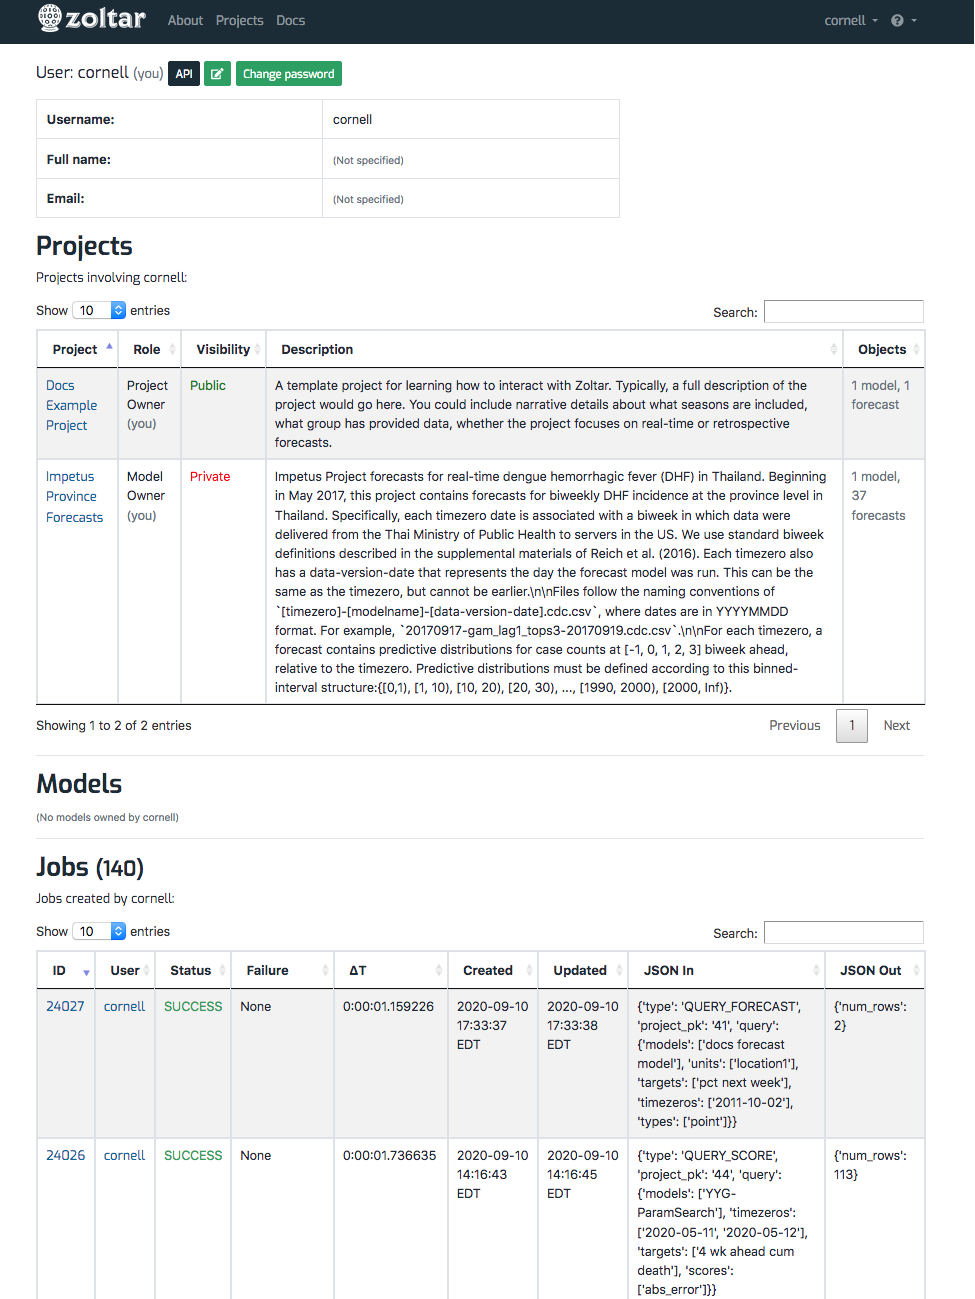 zoltar About Projects Docs cornell
User: cornell (you) API Change password
Username: cornell
Full name: (Not specified)
Email: (Not specified)
Projects
Projects involving cornell:
Show 10 entries Search:
Project Role Visibility Description Objects
Docs Example Project Project Owner (you) Public
A template project for learning how to interact with Zoltar. Typically, a full description of the
project would go here. You could include narrative details about what seasons are included,
what group has provided data, whether the project focuses on real-time or retrospective
forecasts.
1 model, 1 forecast
Impetus Province Forecasts Model Owner (you) Private
Impetus Project forecasts for real-time dengue hemorrhagic fever (DHF) in Thailand. Beginning
in May 2017, this project contains forecasts for biweekly DHF incidence at the province level in
Thailand. Specifically, each timezero date is associated with a biweek in which data were
delivered from the Thai Ministry of Public Health to servers in the US. We use standard biweek
definitions described in the supplemental materials of Reich et al. (2016). Each timezero also
has a data-version-date that represents the day the forecast model was run. This can be the
same as the timezero, but cannot be earlier.\n\nFiles follow the naming conventions of
`[timezero]-[modelname]-[data-version-date].cdc.csv`, where dates are in YYYYMMDD
format. For example, `20170917-gam_lag1_tops3-20170919.cdc.csv`.\n\nFor each timezero, a
forecast contains predictive distributions for case counts at [-1, 0, 1, 2, 3] biweek ahead,
relative to the timezero. Predictive distributions must be defined according to this binned-
interval structure:{[0,1), [1, 10), [10, 20), [20, 30), ..., [1990, 2000), [2000, Inf)}.
1 model, 37 forecasts
Showing 1 to 2 of 2 entries Previous 1 Next
Models
(No models owned by cornell)
Jobs (140)
Jobs created by cornell:
Show 10 entries Search:
ID User Status Failure ΔT Created Updated JSON In JSON Out
24027 cornell SUCCESS None 0:00:01.159226
2020-09-10
17:33:37
EDT
2020-09-10
17:33:38
EDT
{'type': 'QUERY_FORECAST',
'project_pk': '41', 'query':
{'models': ['docs forecast
model'], 'units': ['location1'],
'targets': ['pct next week'],
'timezeros': ['2011-10-02'],
'types': ['point']}}
{'num_rows':
2}
24026 cornell SUCCESS None 0:00:01.736635
2020-09-10
14:16:43
EDT
2020-09-10
14:16:45
EDT
{'type': 'QUERY_SCORE',
'project_pk': '44', 'query':
{'models': ['YYG-
ParamSearch'], 'timezeros':
['2020-05-11', '2020-05-12'],
'targets': ['4 wk ahead cum
death'], 'scores':
['abs_error']}}
{'num_rows':
113}